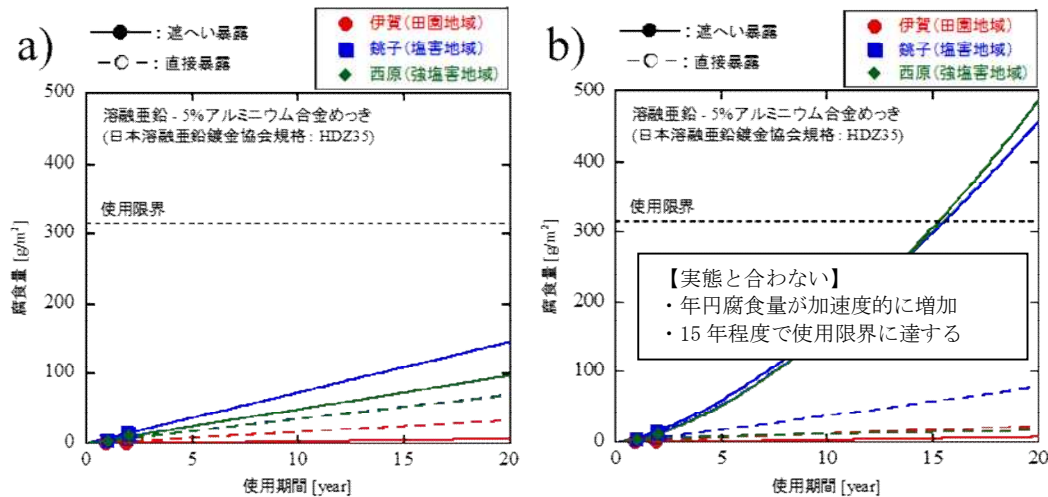 a)
●：遮へい暴露
○：直接暴露
伊賀(田園地域)
銚子(塩害地域)
西原(強塩害地域)
溶融亜鉛 - 5%アルミニウム合金めっき
(日本溶融亜鉛鍍金協会規格：HDZ35)
使用限界
腐食量 [g/m²]
500
400
300
200
100
0
0 5 10 15 20
使用期間 [year]
b)
●：遮へい暴露
○：直接暴露
伊賀(田園地域)
銚子(塩害地域)
西原(強塩害地域)
溶融亜鉛 - 5%アルミニウム合金めっき
(日本溶融亜鉛鍍金協会規格：HDZ35)
使用限界
【実態と合わない】
・年円腐食量が加速度的に増加
・15 年程度で使用限界に達する
腐食量 [g/m²]
500
400
300
200
100
0
0 5 10 15 20
使用期間 [year]